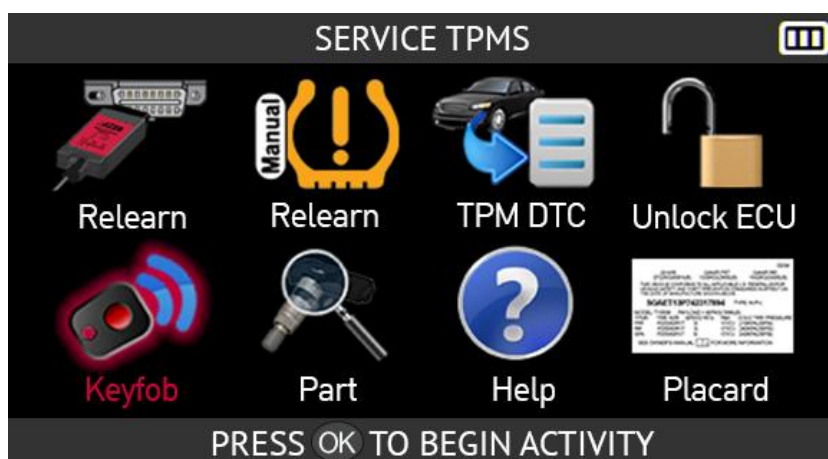 SERVICE TPMS
Manual
Relearn
Relearn
TPM DTC
Unlock ECU
Keyfob
Part
Help
Placard
PRESS OK TO BEGIN ACTIVITY